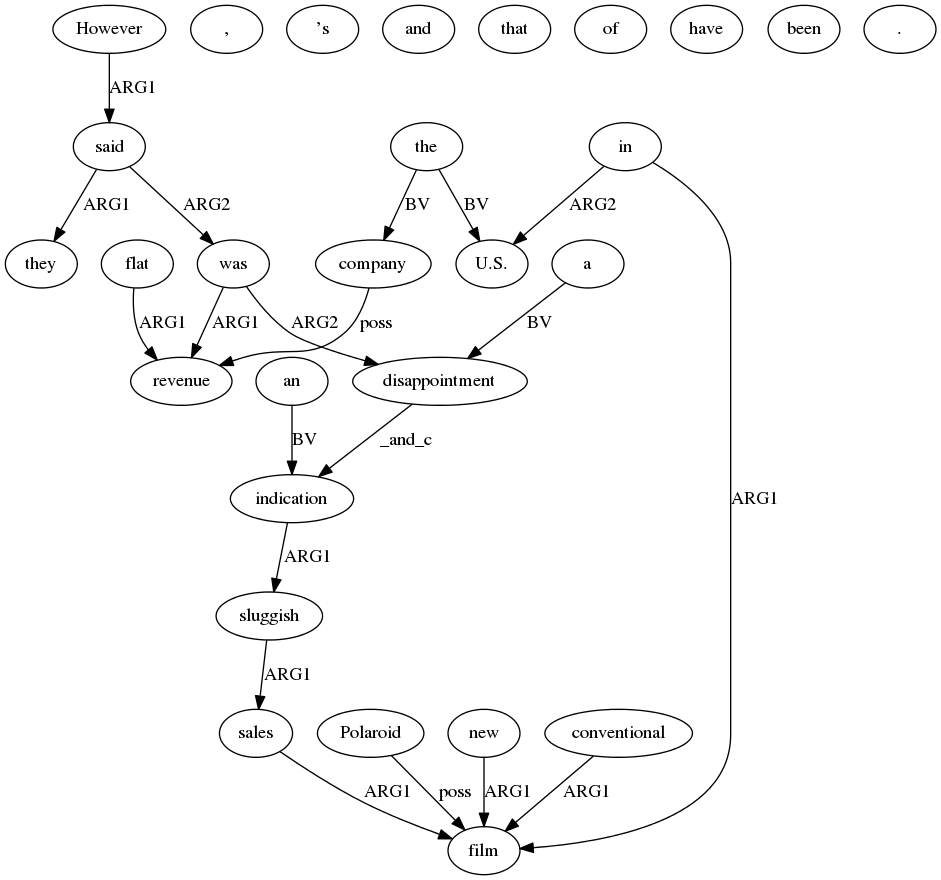 However , ’s and that of have been .
ARG1
said the in
ARG1 ARG2 BV BV ARG2
they flat was company U.S. a
ARG1 ARG1 ARG2 poss BV
revenue an disappointment
BV _and_c
indication ARG1
ARG1
sluggish
ARG1
sales Polaroid new conventional
ARG1 poss ARG1 ARG1
film